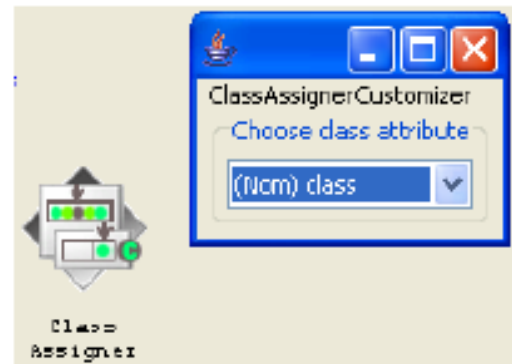 ClassAssignerCustomizer
Choose class attribute
(Nom) class
Class
Assigner